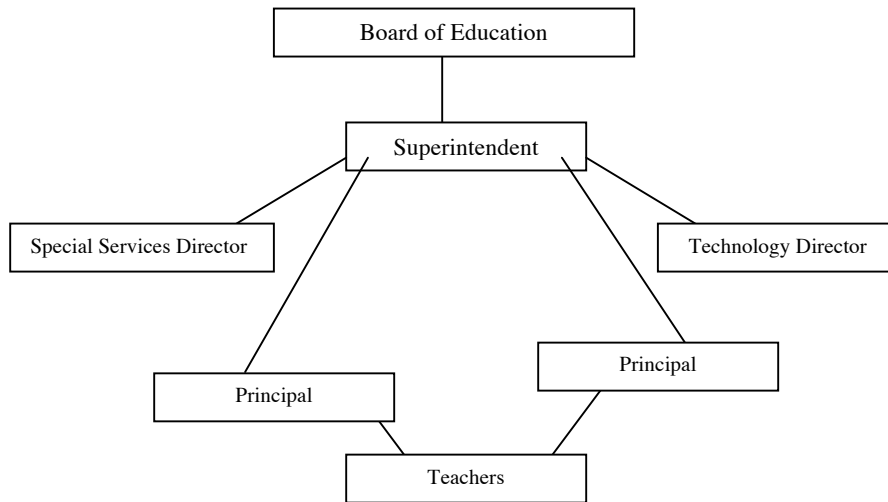 Board of Education
Superintendent
Special Services Director
Technology Director
Principal
Principal
Teachers